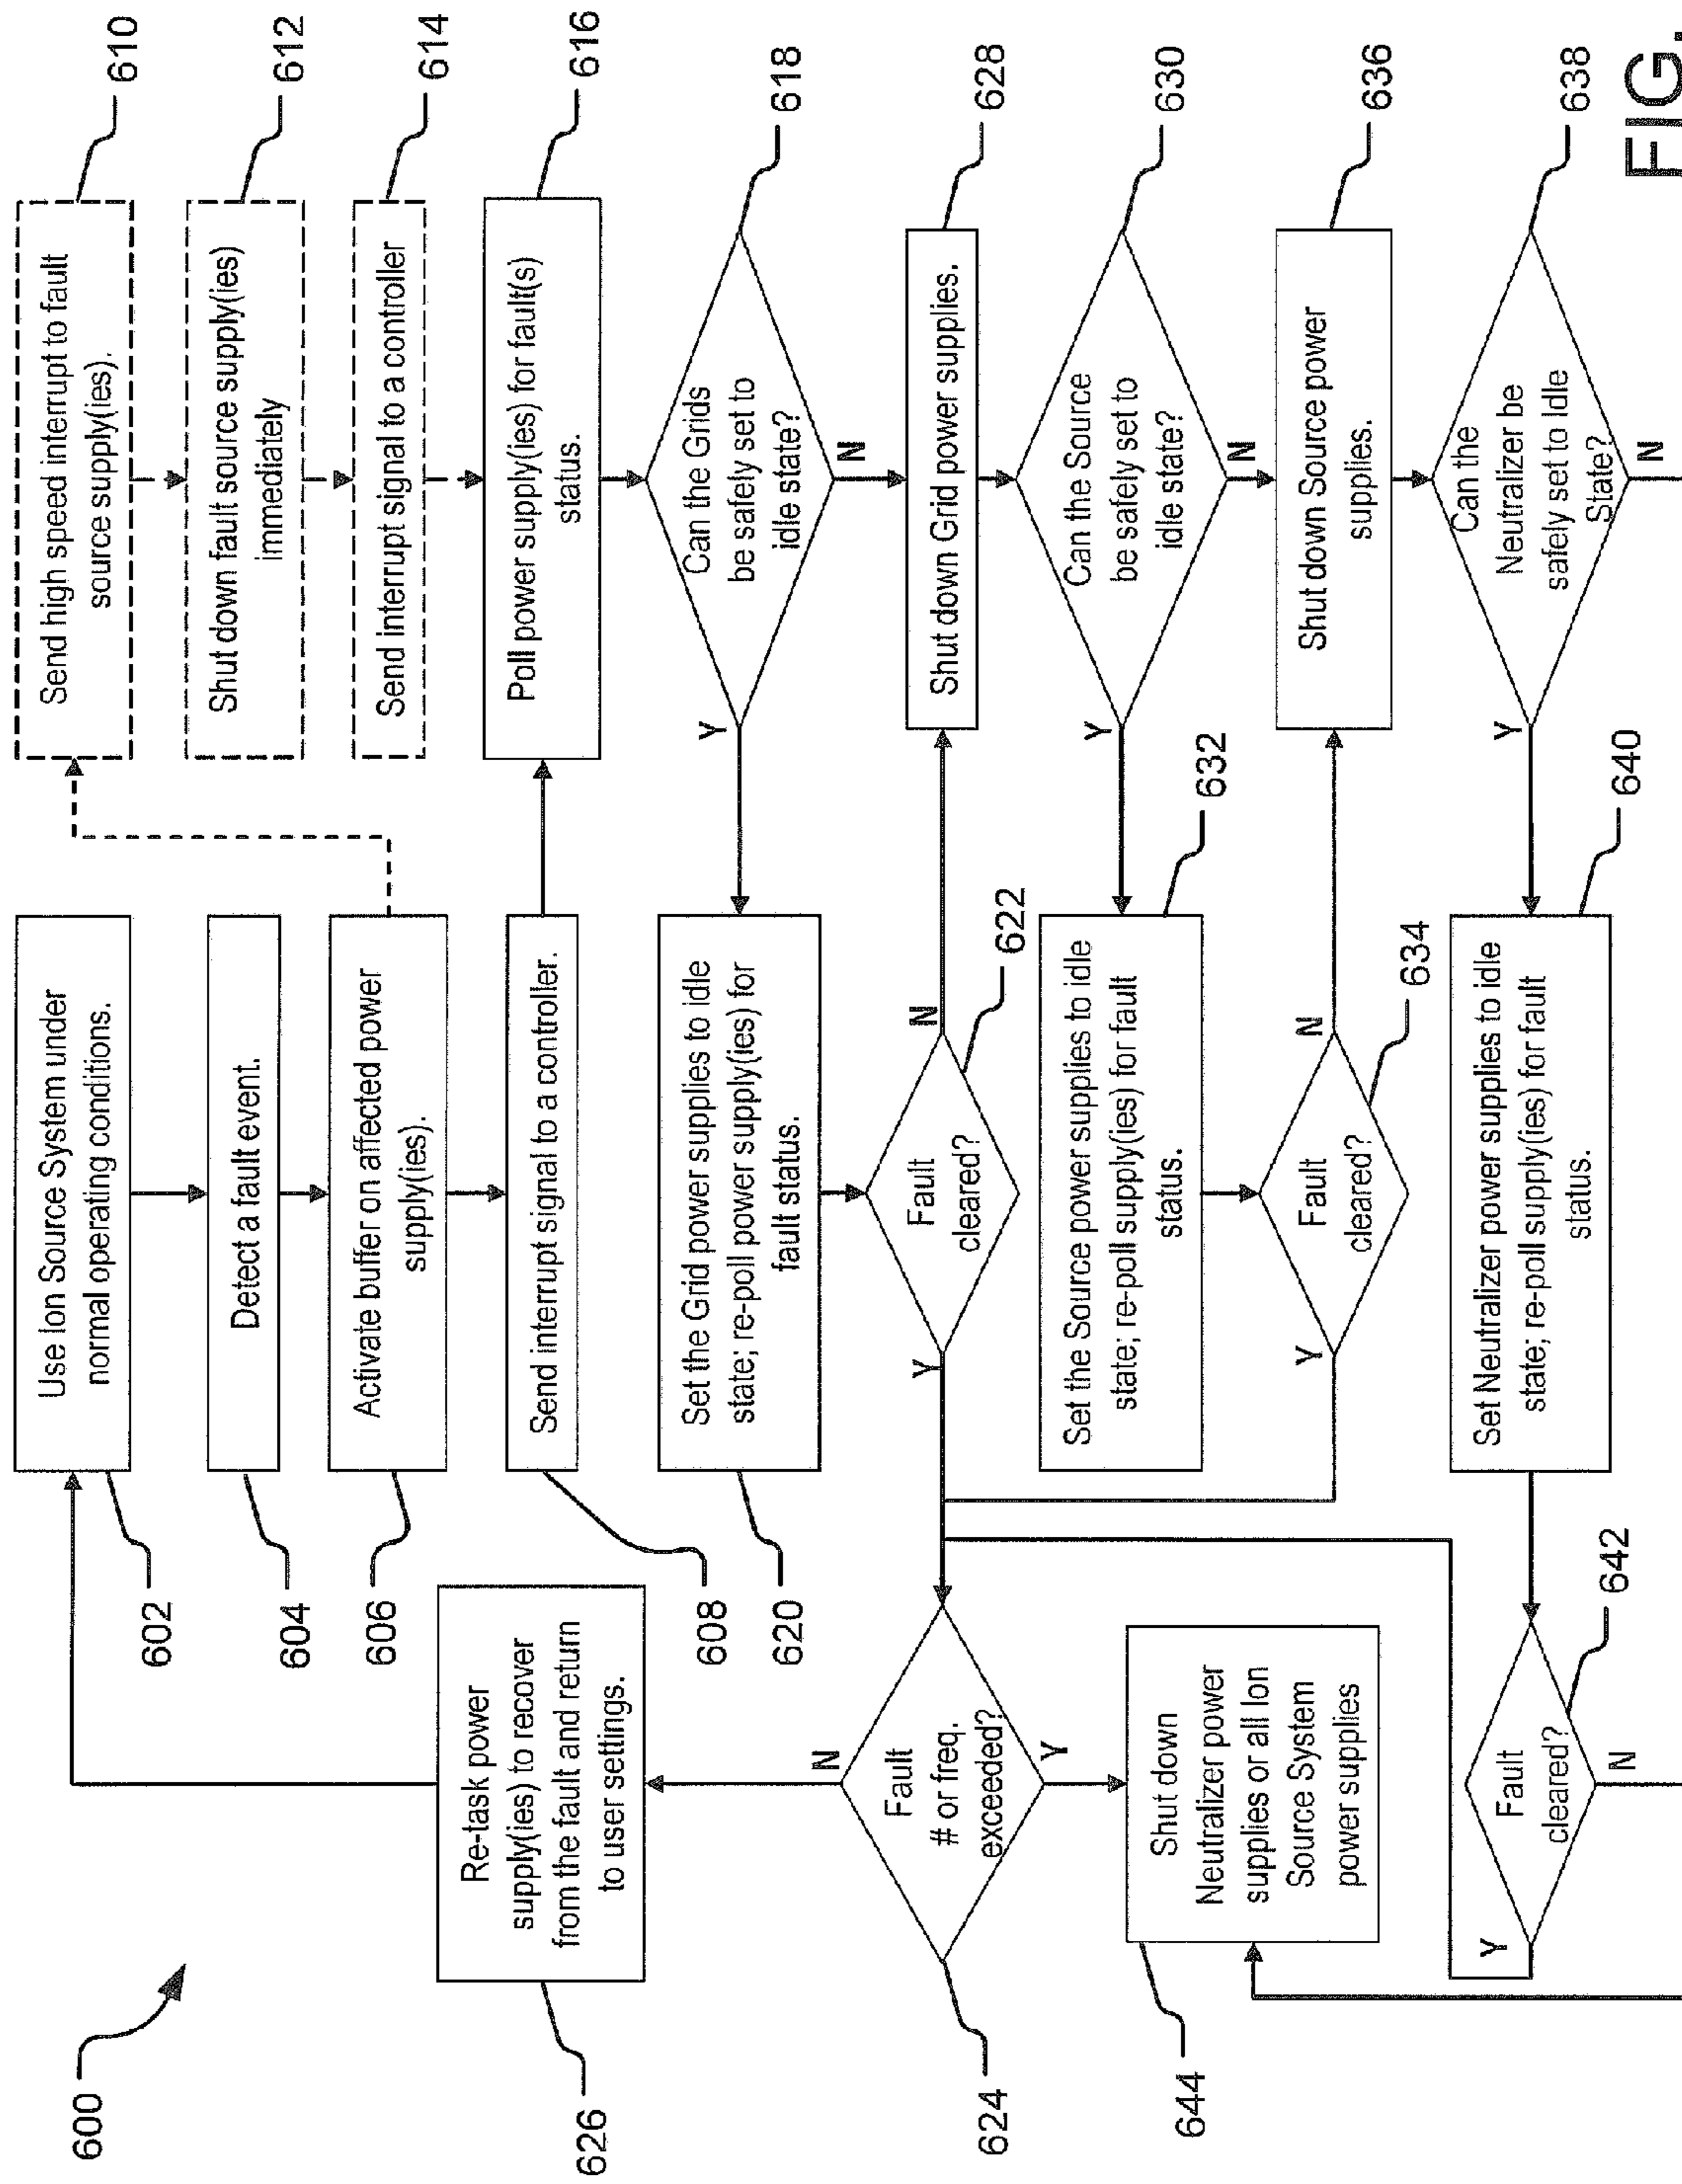 600
602
Use Ion Source System under
normal operating conditions.
604
Detect a fault event.
606
Activate buffer on affected power
supply(ies).
608
Send interrupt signal to a controller.
610
Send high speed interrupt to fault
source supply(ies).
612
Shut down fault source supply(ies)
immediately
614
Send interrupt signal to a controller
616
Poll power supply(ies) for fault(s)
status.
618
Can the Grids
be safely set to
idle state?
Y
N
620
Set the Grid power supplies to idle
state; re-poll power supply(ies) for
fault status.
622
Fault
cleared?
Y
N
624
Fault
# or freq.
exceeded?
N
Y
626
Re-task power
supply(ies) to recover
from the fault and return
to user settings.
628
Shut down Grid power supplies.
630
Can the Source
be safely set to
idle state?
Y
N
632
Set the Source power supplies to idle
state; re-poll supply(ies) for fault
status.
634
Fault
cleared?
Y
N
636
Shut down Source power
supplies.
638
Can the
Neutralizer be
safely set to Idle
State?
Y
N
640
Set Neutralizer power supplies to idle
state; re-poll supply(ies) for fault
status.
642
Fault
cleared?
Y
N
644
Shut down
Neutralizer power
supplies or all Ion
Source System
power supplies
FIG.